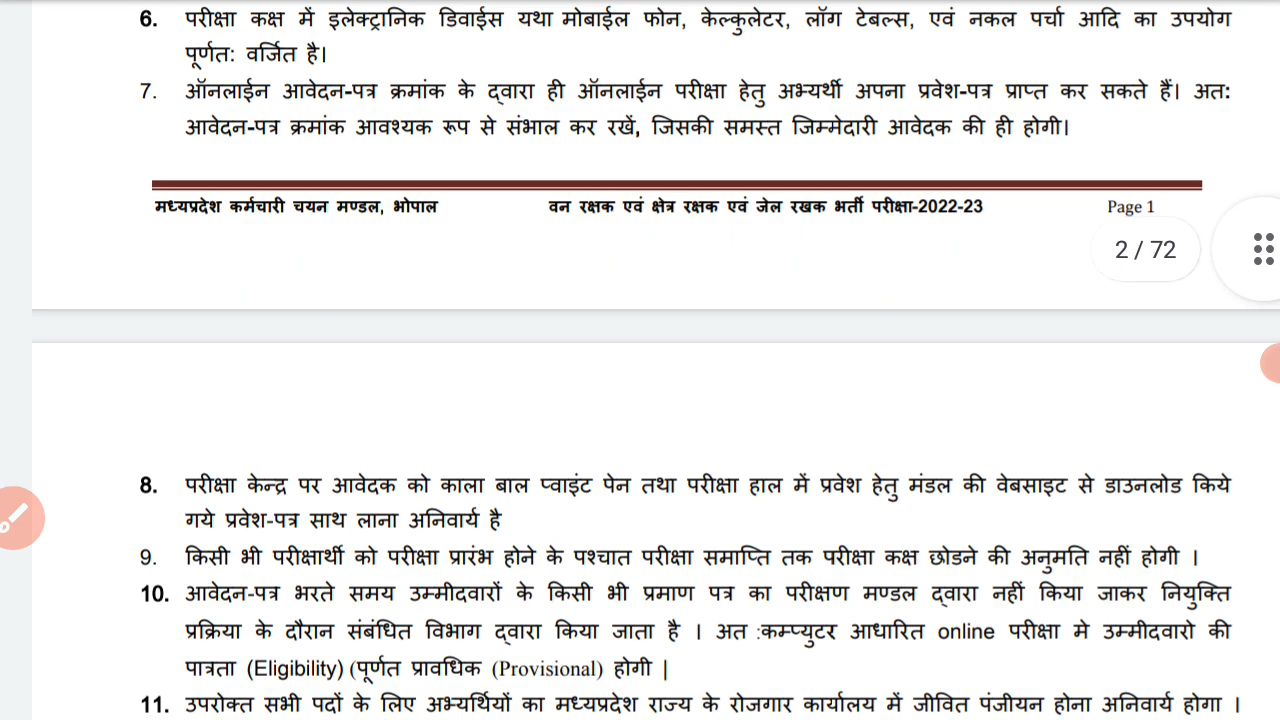 6. परीक्षा कक्ष में इलेक्ट्रानिक डिवाईस यथा मोबाईल फोन, केल्कुलेटर, लॉग टेबल्स, एवं नकल पर्चा आदि का उपयोग
पूर्णत: वर्जित है।
7. ऑनलाईन आवेदन-पत्र क्रमांक के द्वारा ही ऑनलाईन परीक्षा हेतु अभ्यर्थी अपना प्रवेश-पत्र प्राप्त कर सकते हैं। अत:
आवेदन-पत्र क्रमांक आवश्यक रूप से संभाल कर रखें, जिसकी समस्त जिम्मेदारी आवेदक की ही होगी।
मध्यप्रदेश कर्मचारी चयन मण्डल, भोपाल वन रक्षक एवं क्षेत्र रक्षक एवं जेल रखक भर्ती परीक्षा-2022-23 Page 1
2 / 72
8. परीक्षा केन्द्र पर आवेदक को काला बाल प्वाइंट पेन तथा परीक्षा हाल में प्रवेश हेतु मंडल की वेबसाइट से डाउनलोड किये
गये प्रवेश-पत्र साथ लाना अनिवार्य है
9. किसी भी परीक्षार्थी को परीक्षा प्रारंभ होने के पश्चात परीक्षा समाप्ति तक परीक्षा कक्ष छोडने की अनुमति नहीं होगी ।
10. आवेदन-पत्र भरते समय उम्मीदवारों के किसी भी प्रमाण पत्र का परीक्षण मण्डल द्वारा नहीं किया जाकर नियुक्ति
प्रक्रिया के दौरान संबंधित विभाग द्वारा किया जाता है । अत :कम्प्युटर आधारित online परीक्षा मे उम्मीदवारो की
पात्रता (Eligibility) (पूर्णत प्रावधिक (Provisional) होगी |
11. उपरोक्त सभी पदों के लिए अभ्यर्थियों का मध्यप्रदेश राज्य के रोजगार कार्यालय में जीवित पंजीयन होना अनिवार्य होगा ।